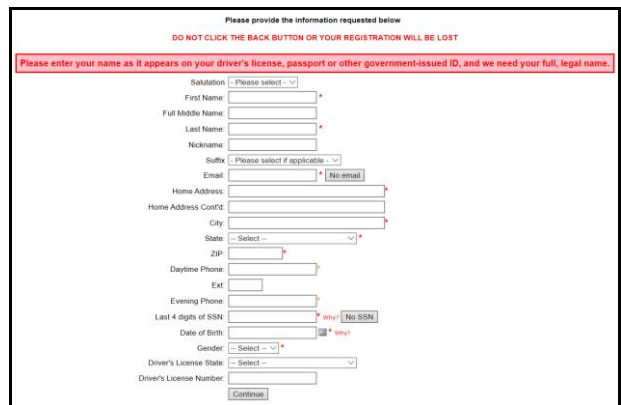 Please provide the information requested below
DO NOT CLICK THE BACK BUTTON OR YOUR REGISTRATION WILL BE LOST
Please enter your name as it appears on your driver's license, passport or other government-issued ID, and we need your full, legal name.
Salutation - Please select -
First Name: *
Full Middle Name:
Last Name: *
Nickname:
Suffix - Please select if applicable -
Email: * No email
Home Address: *
Home Address Cont'd:
City: *
State: -- Select -- *
ZIP: *
Daytime Phone: *
Ext:
Evening Phone: *
Last 4 digits of SSN: * Why? No SSN
Date of Birth: * Why?
Gender: -- Select -- *
Driver's License State: -- Select --
Driver's License Number:
Continue